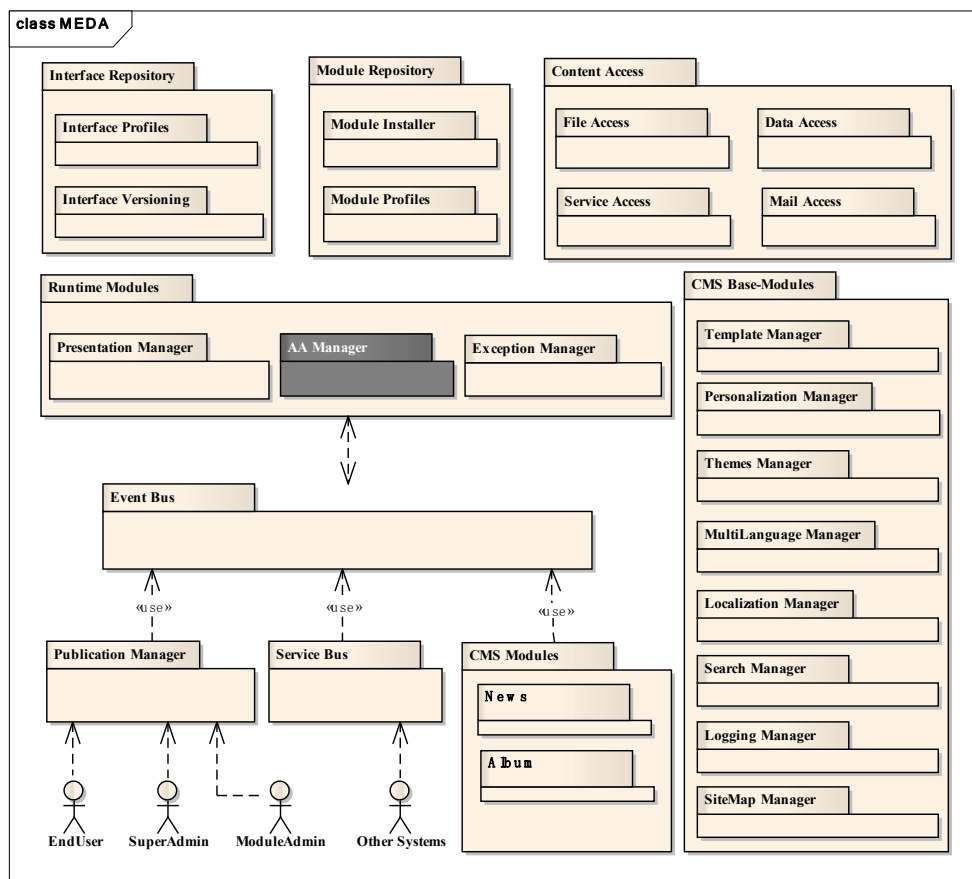 class MEDA
Interface Repository
Interface Profiles
Interface Versioning
Module Repository
Module Installer
Module Profiles
Content Access
File Access
Data Access
Service Access
Mail Access
Runtime Modules
Presentation Manager
AA Manager
Exception Manager
CMS Base-Modules
Template Manager
Personalization Manager
Themes Manager
MultiLanguage Manager
Localization Manager
Search Manager
Logging Manager
SiteMap Manager
Event Bus
«use»
«use»
«use»
Publication Manager
Service Bus
CMS Modules
News
Album
EndUser
SuperAdmin
ModuleAdmin
Other Systems